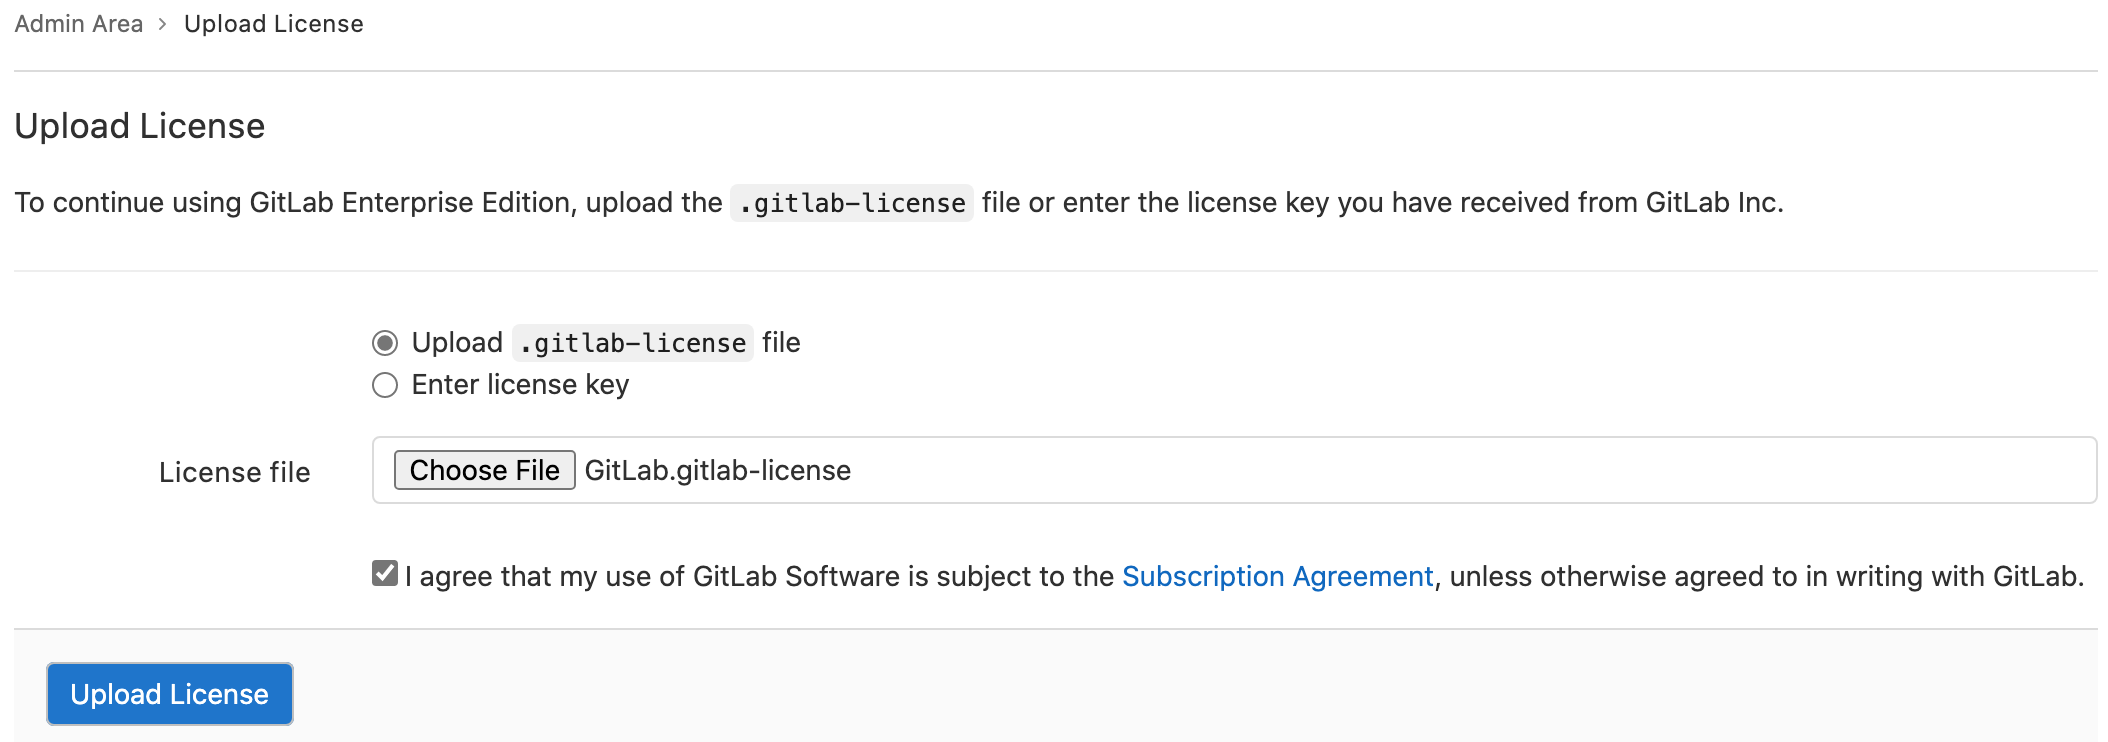 Admin Area > Upload License
Upload License
To continue using GitLab Enterprise Edition, upload the .gitlab-license file or enter the license key you have received from GitLab Inc.
Upload .gitlab-license file
Enter license key
License file Choose File GitLab.gitlab-license
I agree that my use of GitLab Software is subject to the Subscription Agreement, unless otherwise agreed to in writing with GitLab.
Upload License